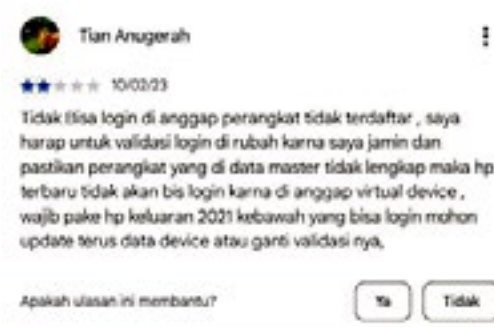 Tian Anugerah
10/02/23
Tidak Bisa login di anggap perangkat tidak terdaftar , saya
harap untuk validasi login di rubah karna saya jamin dan
pastikan perangkat yang di data master tidak lengkap maka hp
terbaru tidak akan bis login karna di anggap virtual device ,
wajib pake hp keluaran 2021 kebawah yang bisa login mohon
update terus data device atau ganti validasi nya,
Apakah ulasan ini membantu?
Ya
Tidak